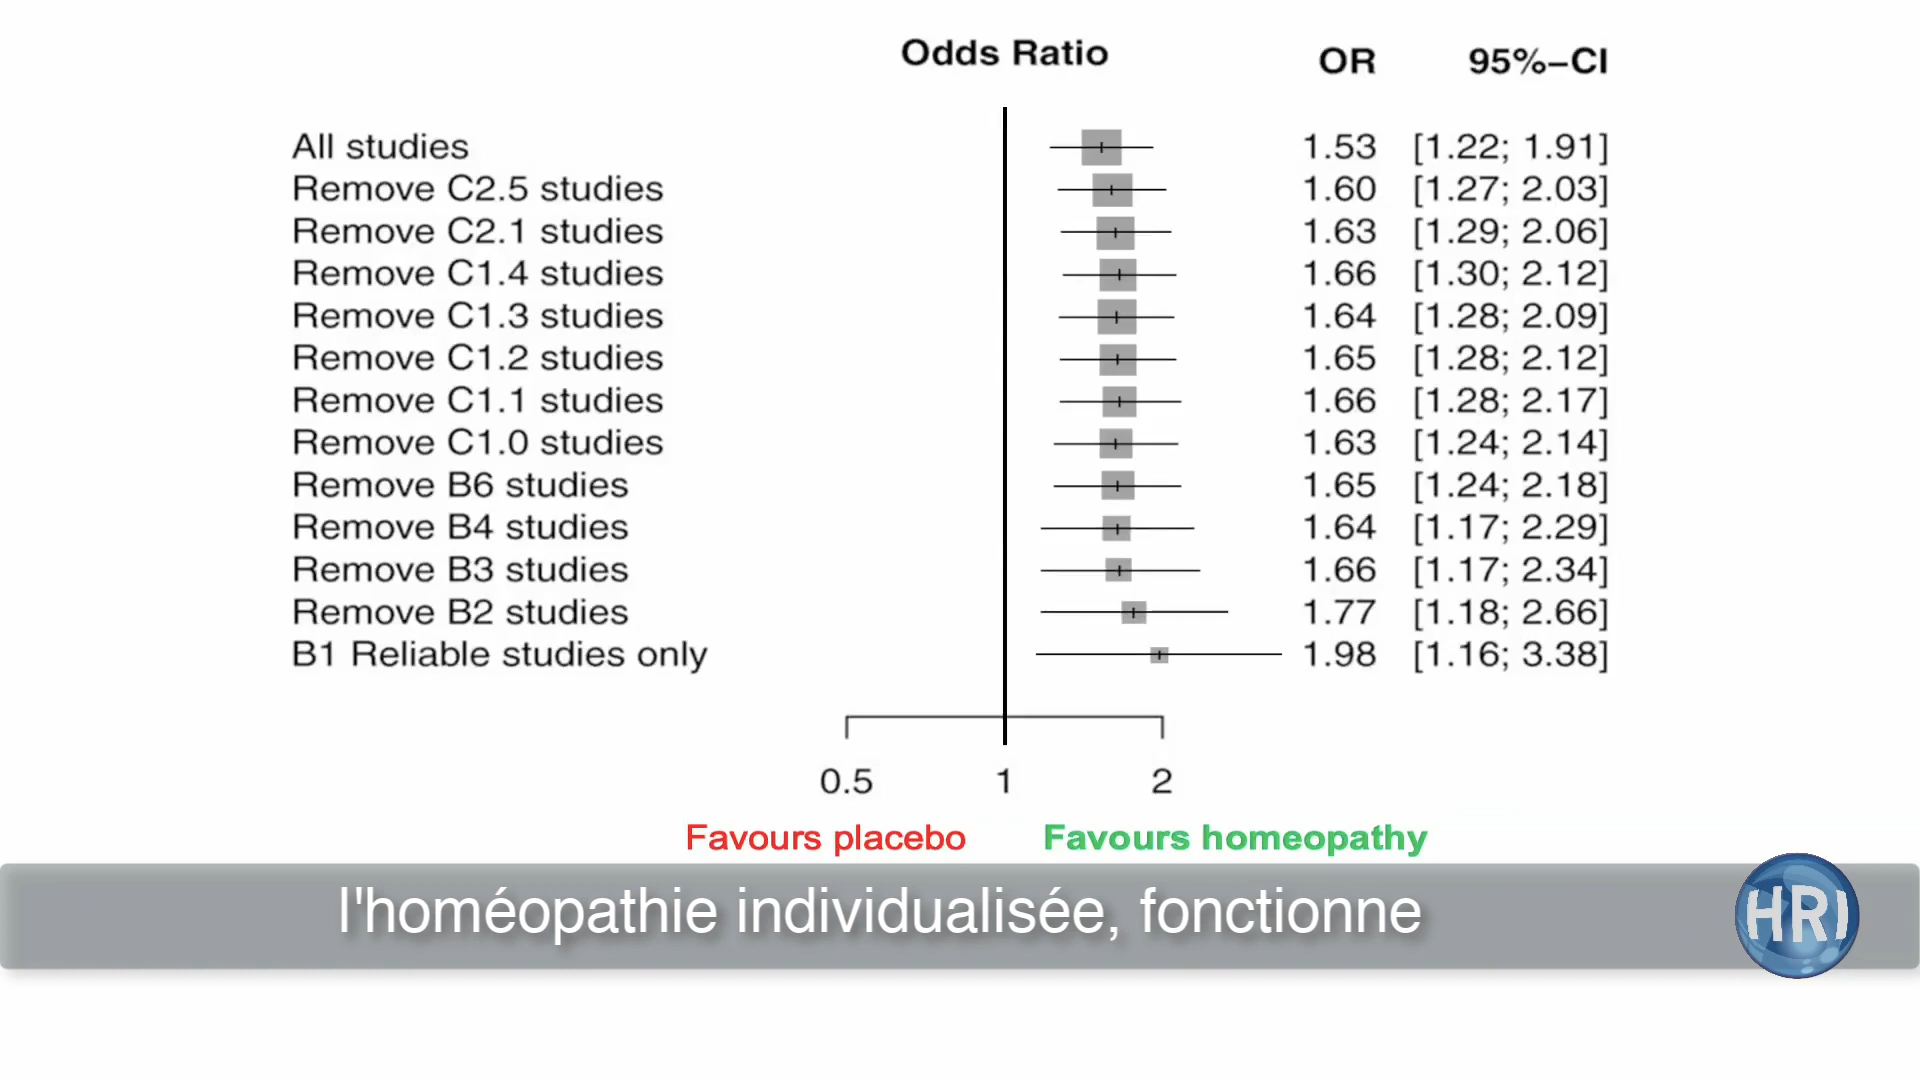 Odds Ratio OR 95%–CI
All studies 1.53 [1.22; 1.91]
Remove C2.5 studies 1.60 [1.27; 2.03]
Remove C2.1 studies 1.63 [1.29; 2.06]
Remove C1.4 studies 1.66 [1.30; 2.12]
Remove C1.3 studies 1.64 [1.28; 2.09]
Remove C1.2 studies 1.65 [1.28; 2.12]
Remove C1.1 studies 1.66 [1.28; 2.17]
Remove C1.0 studies 1.63 [1.24; 2.14]
Remove B6 studies 1.65 [1.24; 2.18]
Remove B4 studies 1.64 [1.17; 2.29]
Remove B3 studies 1.66 [1.17; 2.34]
Remove B2 studies 1.77 [1.18; 2.66]
B1 Reliable studies only 1.98 [1.16; 3.38]
0.5 1 2
Favours placebo Favours homeopathy
l'homéopathie individualisée, fonctionne
HRI